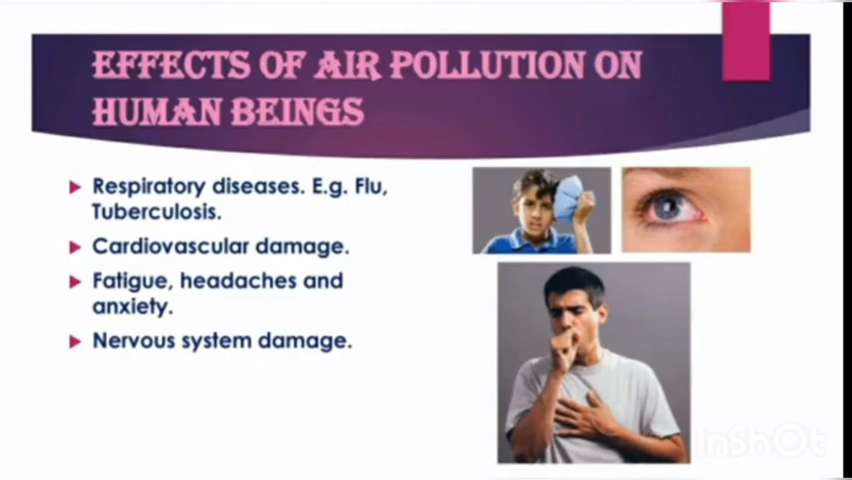 EFFECTS OF AIR POLLUTION ON
HUMAN BEINGS
Respiratory diseases. E.g. Flu,
Tuberculosis.
Cardiovascular damage.
Fatigue, headaches and
anxiety.
Nervous system damage.
InShOt